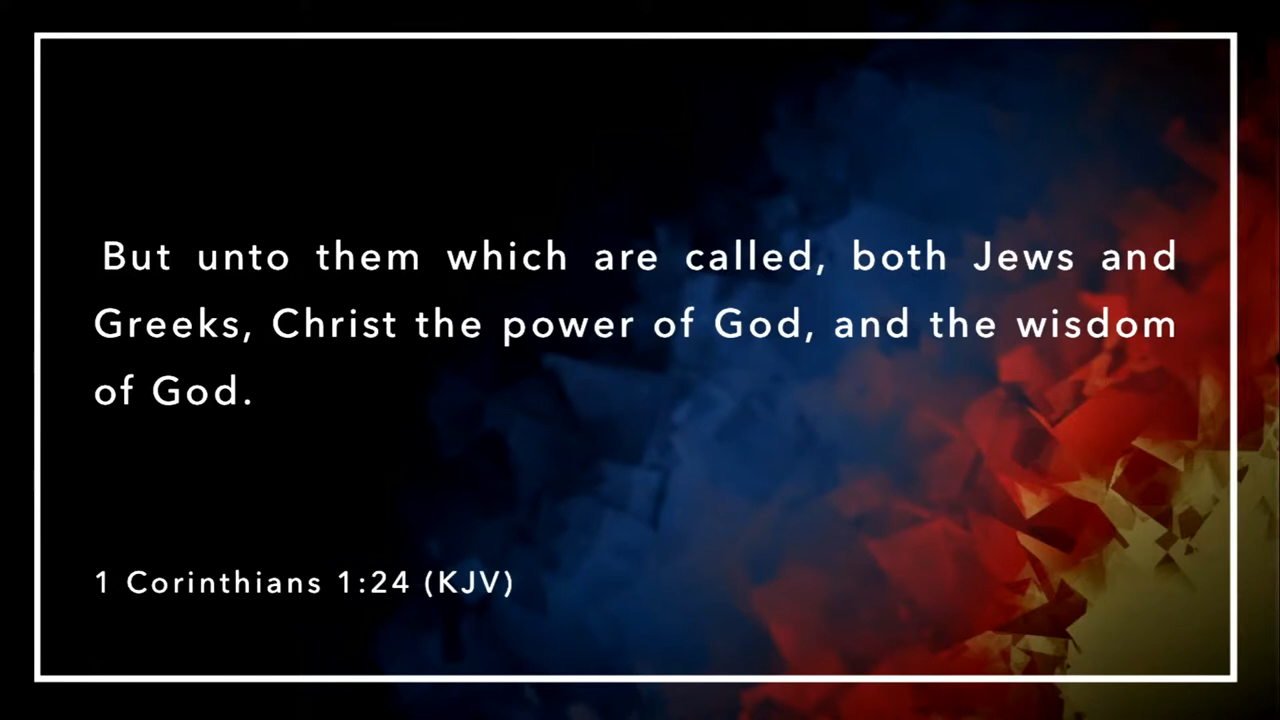 But unto them which are called, both Jews and
Greeks, Christ the power of God, and the wisdom
of God.
1 Corinthians 1:24 (KJV)